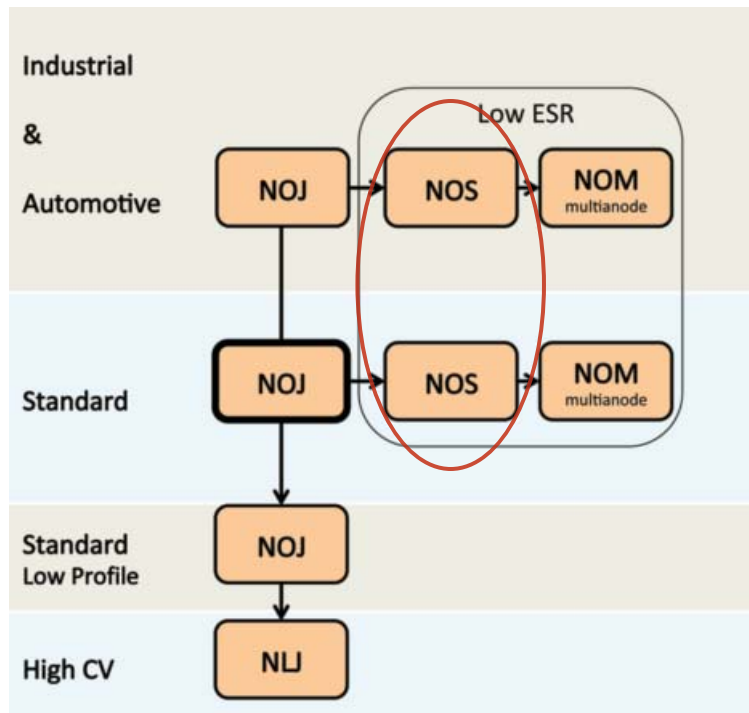 Industrial
&
Automotive
Low ESR
NOJ
NOS
NOM
multianode
Standard
NOJ
NOS
NOM
multianode
Standard
Low Profile
NOJ
High CV
NLJ